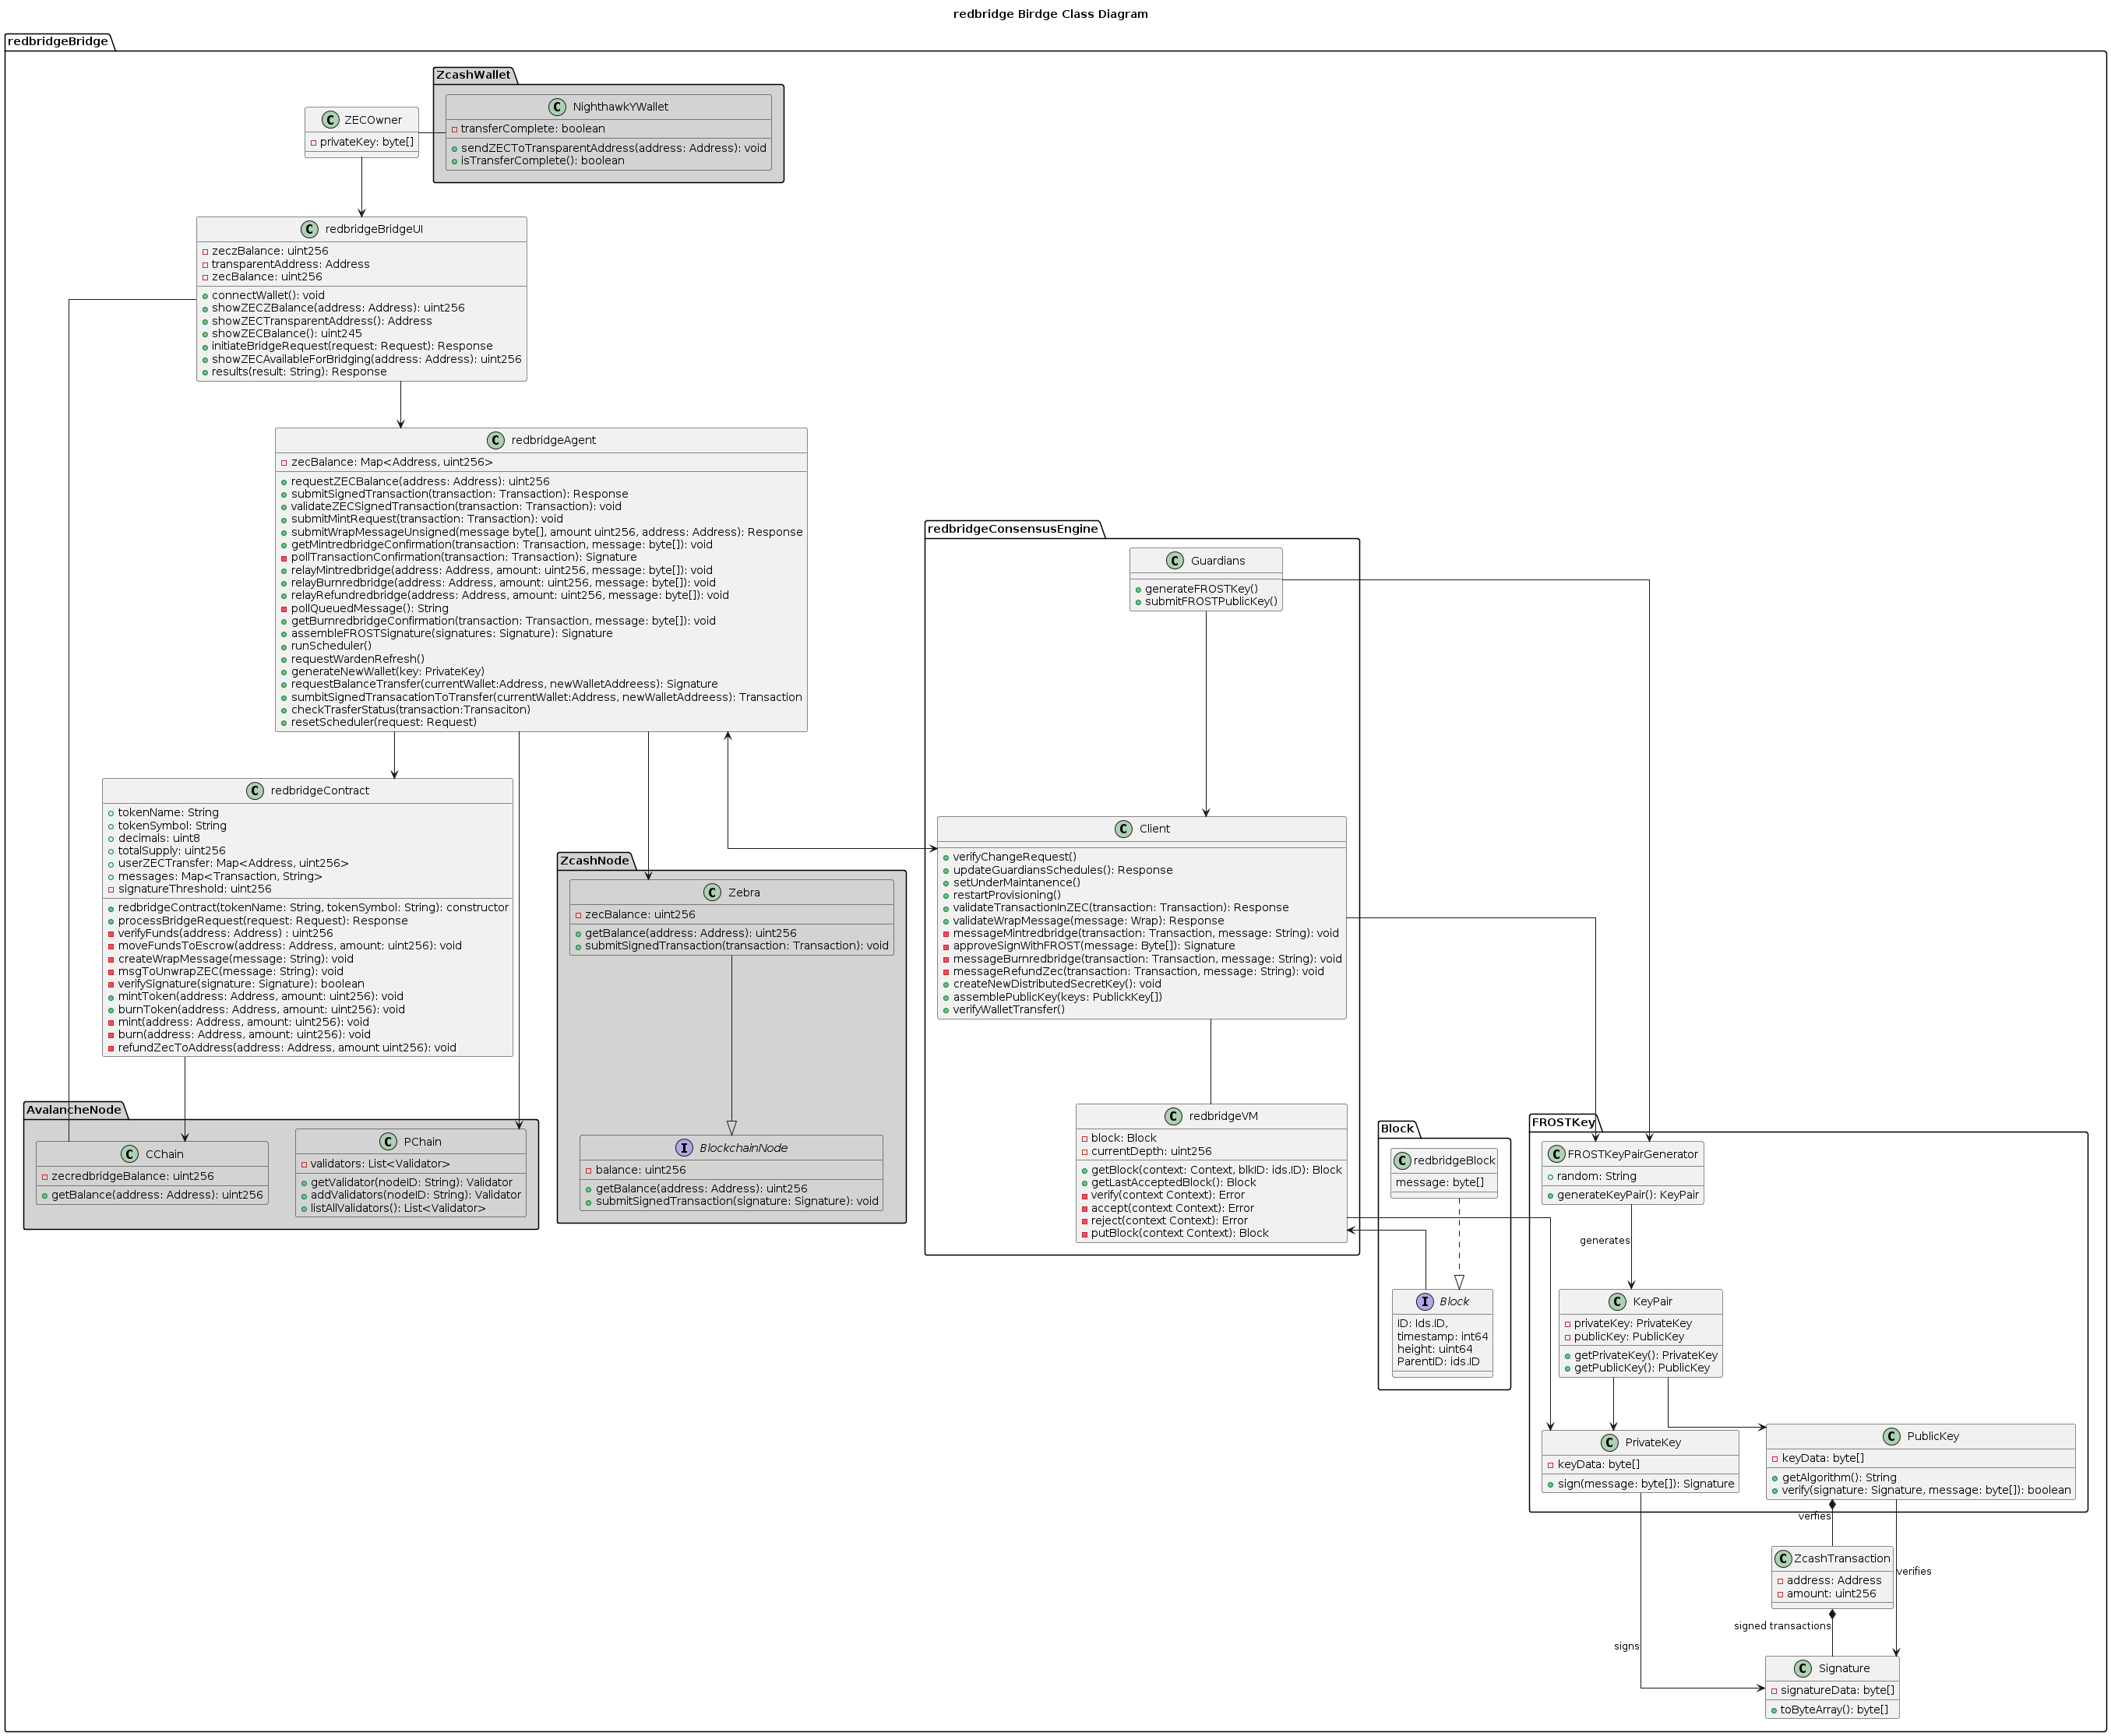 redbridge Birdge Class Diagram
redbridgeBridge
ZcashWallet
C NighthawkYWallet
transferComplete: boolean
sendZECToTransparentAddress(address: Address): void
isTransferComplete(): boolean
C ZECOwner
privateKey: byte[]
C redbridgeBridgeUI
zeczBalance: uint256
transparentAddress: Address
zecBalance: uint256
connectWallet(): void
showZECZBalance(address: Address): uint256
showZECTransparentAddress(): Address
showZECBalance(): uint245
initiateBridgeRequest(request: Request): Response
showZECAvailableForBridging(address: Address): uint256
results(result: String): Response
C redbridgeAgent
zecBalance: Map<Address, uint256>
requestZECBalance(address: Address): uint256
submitSignedTransaction(transaction: Transaction): Response
validateZECSignedTransaction(transaction: Transaction): void
submitMintRequest(transaction: Transaction): void
submitWrapMessageUnsigned(message byte[], amount uint256, address: Address): Response
getMintredbridgeConfirmation(transaction: Transaction, message: byte[]): void
pollTransactionConfirmation(transaction: Transaction): Signature
relayMintredbridge(address: Address, amount: uint256, message: byte[]): void
relayBurnredbridge(address: Address, amount: uint256, message: byte[]): void
relayRefundredbridge(address: Address, amount: uint256, message: byte[]): void
pollQueuedMessage(): String
getBurnredbridgeConfirmation(transaction: Transaction, message: byte[]): void
assembleFROSTSignature(signatures: Signature): Signature
runScheduler()
requestWardenRefresh()
generateNewWallet(key: PrivateKey)
requestBalanceTransfer(currentWallet:Address, newWalletAddreess): Signature
sumbitSignedTransacationToTransfer(currentWallet:Address, newWalletAddreess): Transaction
checkTrasferStatus(transaction:Transaciton)
resetScheduler(request: Request)
redbridgeConsensusEngine
C Guardians
generateFROSTKey()
submitFROSTPublicKey()
C redbridgeContract
tokenName: String
tokenSymbol: String
decimals: uint8
totalSupply: uint256
userZECTransfer: Map<Address, uint256>
messages: Map<Transaction, String>
signatureThreshold: uint256
redbridgeContract(tokenName: String, tokenSymbol: String): constructor
processBridgeRequest(request: Request): Response
verifyFunds(address: Address) : uint256
moveFundsToEscrow(address: Address, amount: uint256): void
createWrapMessage(message: String): void
msgToUnwrapZEC(message: String): void
verifySignature(signature: Signature): boolean
mintToken(address: Address, amount: uint256): void
burnToken(address: Address, amount: uint256): void
mint(address: Address, amount: uint256): void
burn(address: Address, amount: uint256): void
refundZecToAddress(address: Address, amount uint256): void
C Client
verifyChangeRequest()
updateGuardiansSchedules(): Response
setUnderMaintanence()
restartProvisioning()
validateTransactionInZEC(transaction: Transaction): Response
validateWrapMessage(message: Wrap): Response
messageMintredbridge(transaction: Transaction, message: String): void
approveSignWithFROST(message: Byte[]): Signature
messageBurnredbridge(transaction: Transaction, message: String): void
messageRefundZec(transaction: Transaction, message: String): void
createNewDistributedSecretKey(): void
assemblePublicKey(keys: PublickKey[])
verifyWalletTransfer()
ZcashNode
C Zebra
zecBalance: uint256
getBalance(address: Address): uint256
submitSignedTransaction(transaction: Transaction): void
I BlockchainNode
balance: uint256
getBalance(address: Address): uint256
submitSignedTransaction(signature: Signature): void
AvalancheNode
C CChain
zecredbridgeBalance: uint256
getBalance(address: Address): uint256
C PChain
validators: List<Validator>
getValidator(nodeID: String): Validator
addValidators(nodeID: String): Validator
listAllValidators(): List<Validator>
C redbridgeVM
block: Block
currentDepth: uint256
getBlock(context: Context, blkID: ids.ID): Block
getLastAcceptedBlock(): Block
verify(context Context): Error
accept(context Context): Error
reject(context Context): Error
putBlock(context Context): Block
Block
C redbridgeBlock
message: byte[]
I Block
ID: Ids.ID,
timestamp: int64
height: uint64
ParentID: ids.ID
FROSTKey
C FROSTKeyPairGenerator
random: String
generateKeyPair(): KeyPair
generates
C KeyPair
privateKey: PrivateKey
publicKey: PublicKey
getPrivateKey(): PrivateKey
getPublicKey(): PublicKey
C PrivateKey
keyData: byte[]
sign(message: byte[]): Signature
C PublicKey
keyData: byte[]
getAlgorithm(): String
verify(signature: Signature, message: byte[]): boolean
verfies
C ZcashTransaction
address: Address
amount: uint256
verifies
signed transactions
signs
C Signature
signatureData: byte[]
toByteArray(): byte[]